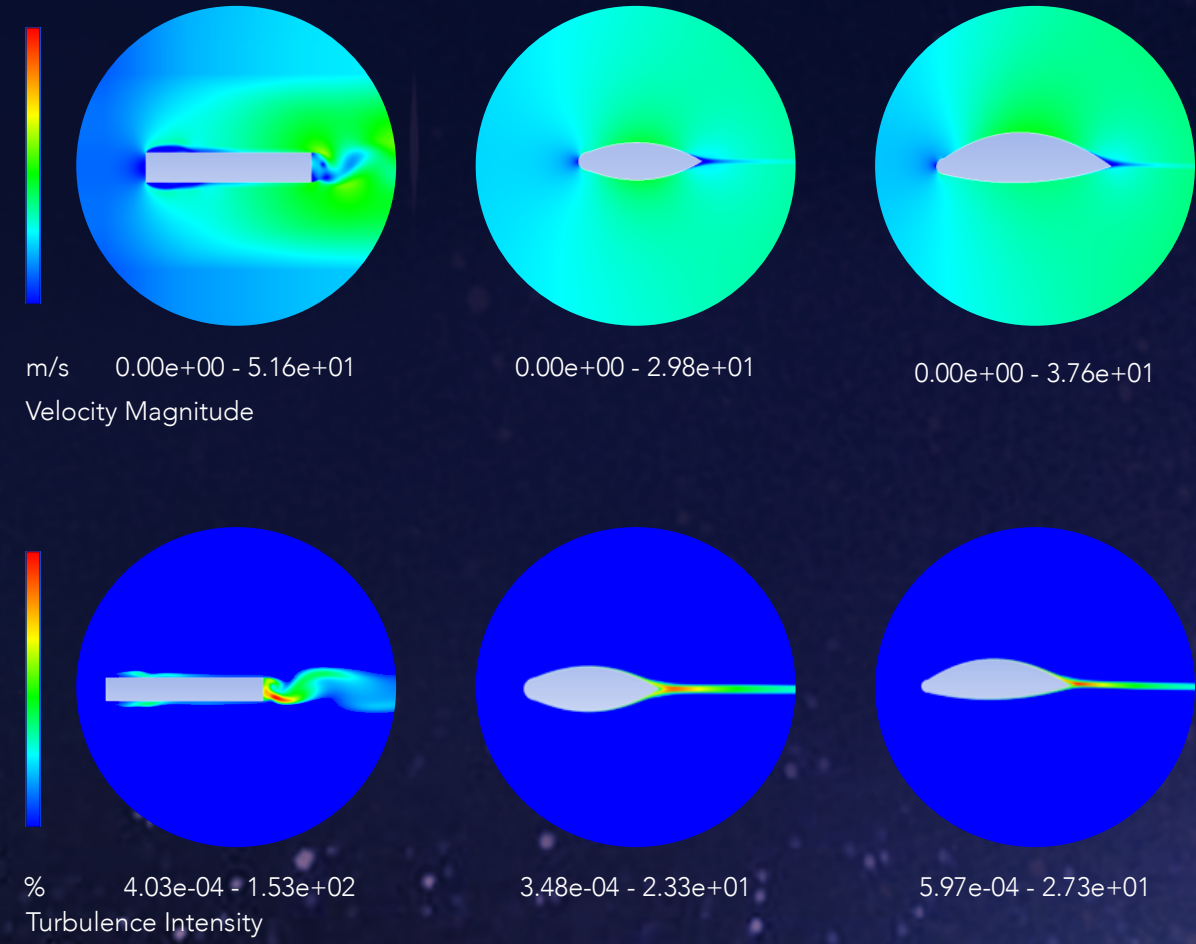 m/s 0.00e+00 - 5.16e+01 0.00e+00 - 2.98e+01 0.00e+00 - 3.76e+01
Velocity Magnitude
% 4.03e-04 - 1.53e+02 3.48e-04 - 2.33e+01 5.97e-04 - 2.73e+01
Turbulence Intensity